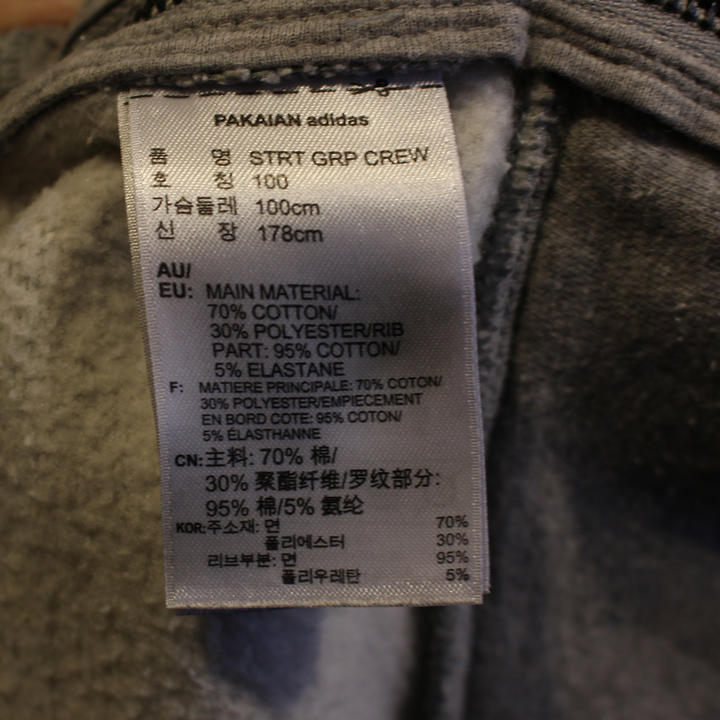 PAKAIAN adidas
품 명 STRT GRP CREW
호 칭 100
가슴둘레 100cm
신 장 178cm
AU/
EU: MAIN MATERIAL:
70% COTTON/
30% POLYESTER/RIB
PART: 95% COTTON/
5% ELASTANE
F: MATIERE PRINCIPALE: 70% COTON/
30% POLYESTER/EMPIECEMENT
EN BORD COTE: 95% COTON/
5% ÉLASTHANNE
CN: 主料: 70% 棉/
30% 聚酯纤维/罗纹部分:
95% 棉/5% 氨纶
KOR: 주소재: 면 70%
폴리에스터 30%
리브부분: 면 95%
폴리우레탄 5%